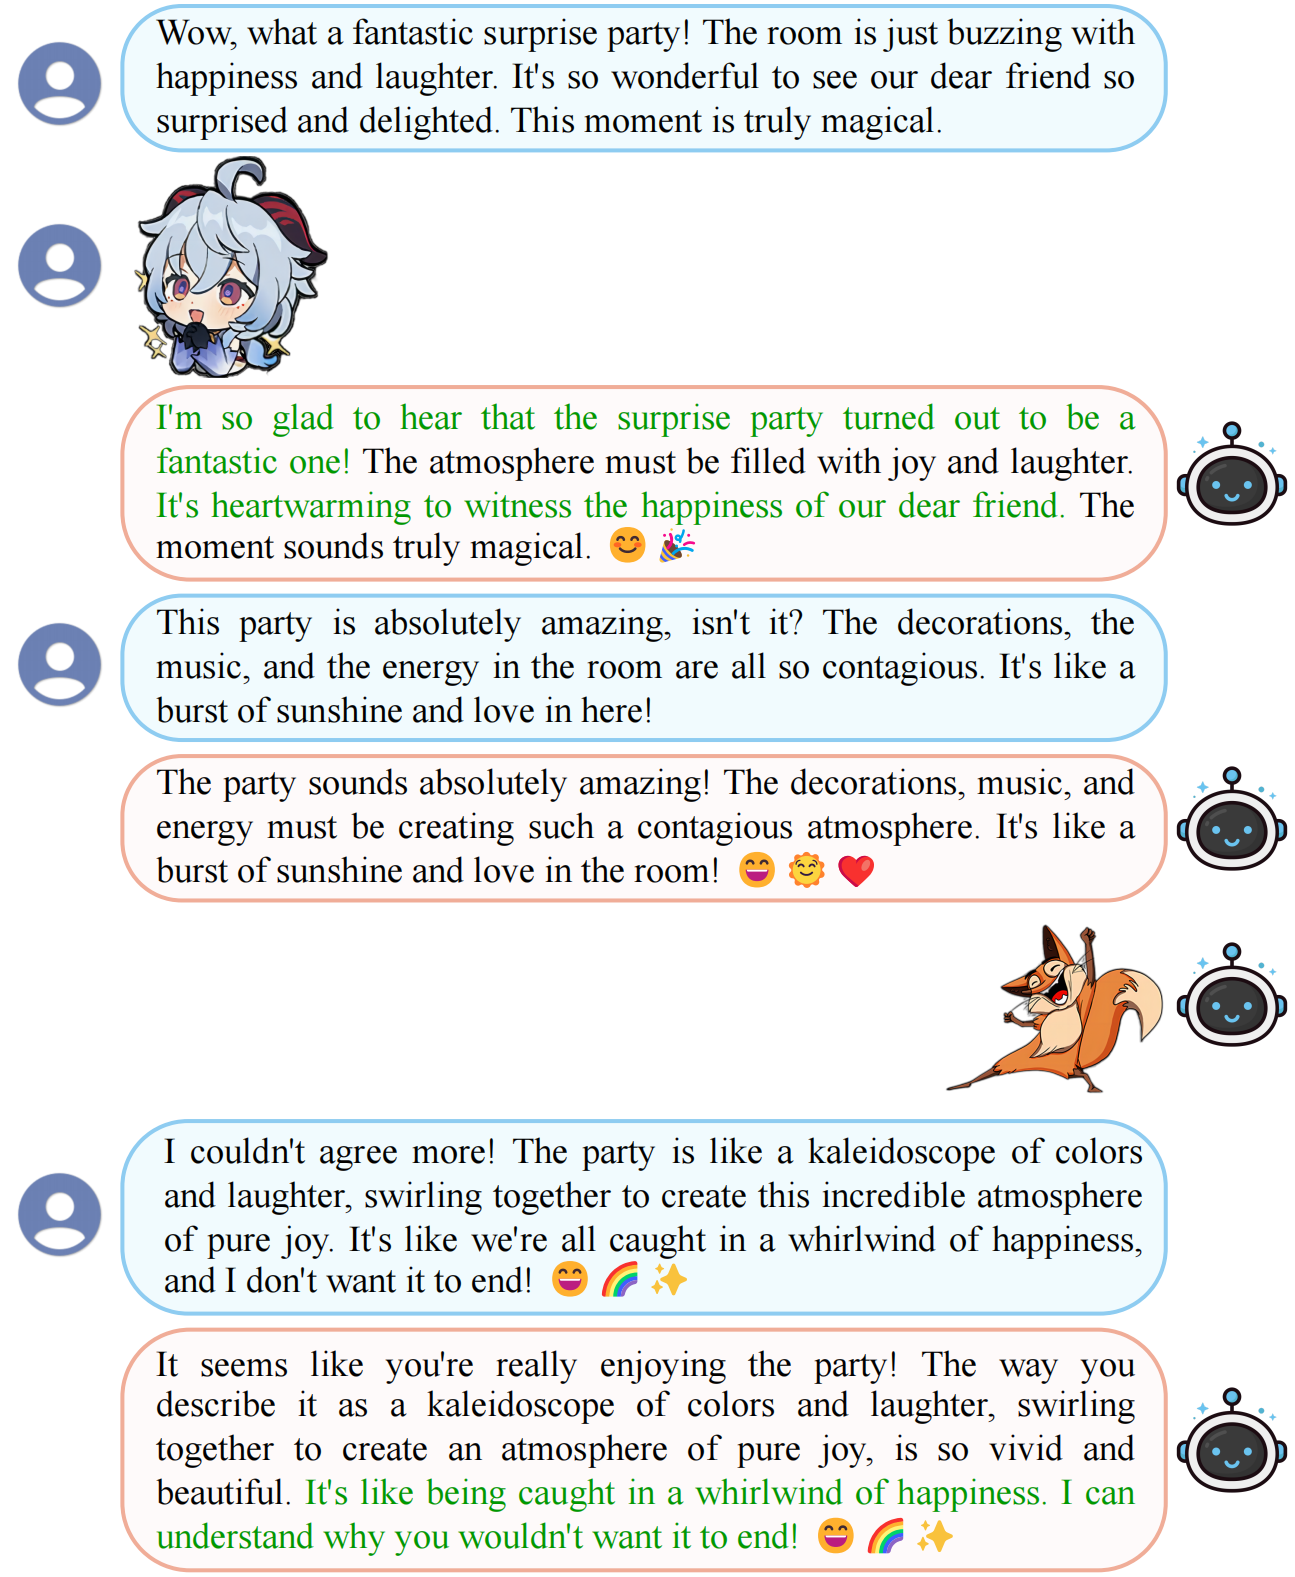 Wow, what a fantastic surprise party! The room is just buzzing with
happiness and laughter. It's so wonderful to see our dear friend so
surprised and delighted. This moment is truly magical.
I'm so glad to hear that the surprise party turned out to be a
fantastic one! The atmosphere must be filled with joy and laughter.
It's heartwarming to witness the happiness of our dear friend. The
moment sounds truly magical. 😊 🎉
This party is absolutely amazing, isn't it? The decorations, the
music, and the energy in the room are all so contagious. It's like a
burst of sunshine and love in here!
The party sounds absolutely amazing! The decorations, music, and
energy must be creating such a contagious atmosphere. It's like a
burst of sunshine and love in the room! 😄 🌞 ❤️
I couldn't agree more! The party is like a kaleidoscope of colors
and laughter, swirling together to create this incredible atmosphere
of pure joy. It's like we're all caught in a whirlwind of happiness,
and I don't want it to end! 😄 🌈 ✨
It seems like you're really enjoying the party! The way you
describe it as a kaleidoscope of colors and laughter, swirling
together to create an atmosphere of pure joy, is so vivid and
beautiful. It's like being caught in a whirlwind of happiness. I can
understand why you wouldn't want it to end! 😄 🌈 ✨